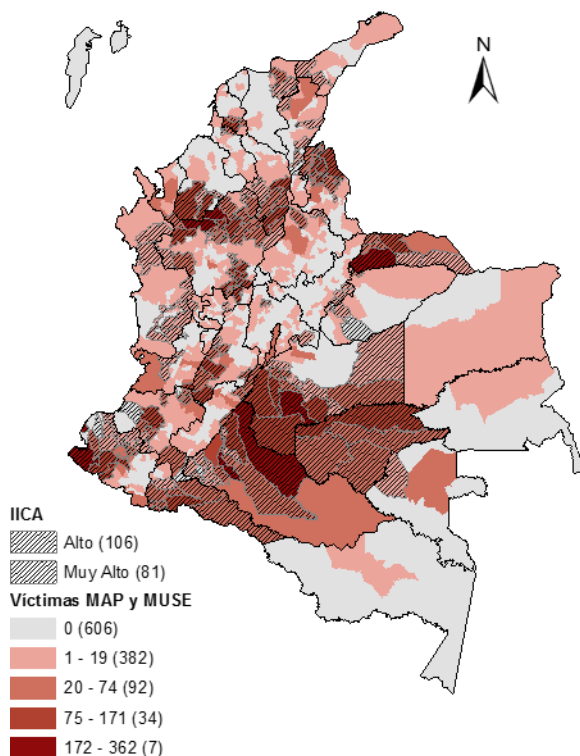 N
IICA
Alto (106)
Muy Alto (81)
Víctimas MAP y MUSE
0 (606)
1 - 19 (382)
20 - 74 (92)
75 - 171 (34)
172 - 362 (7)